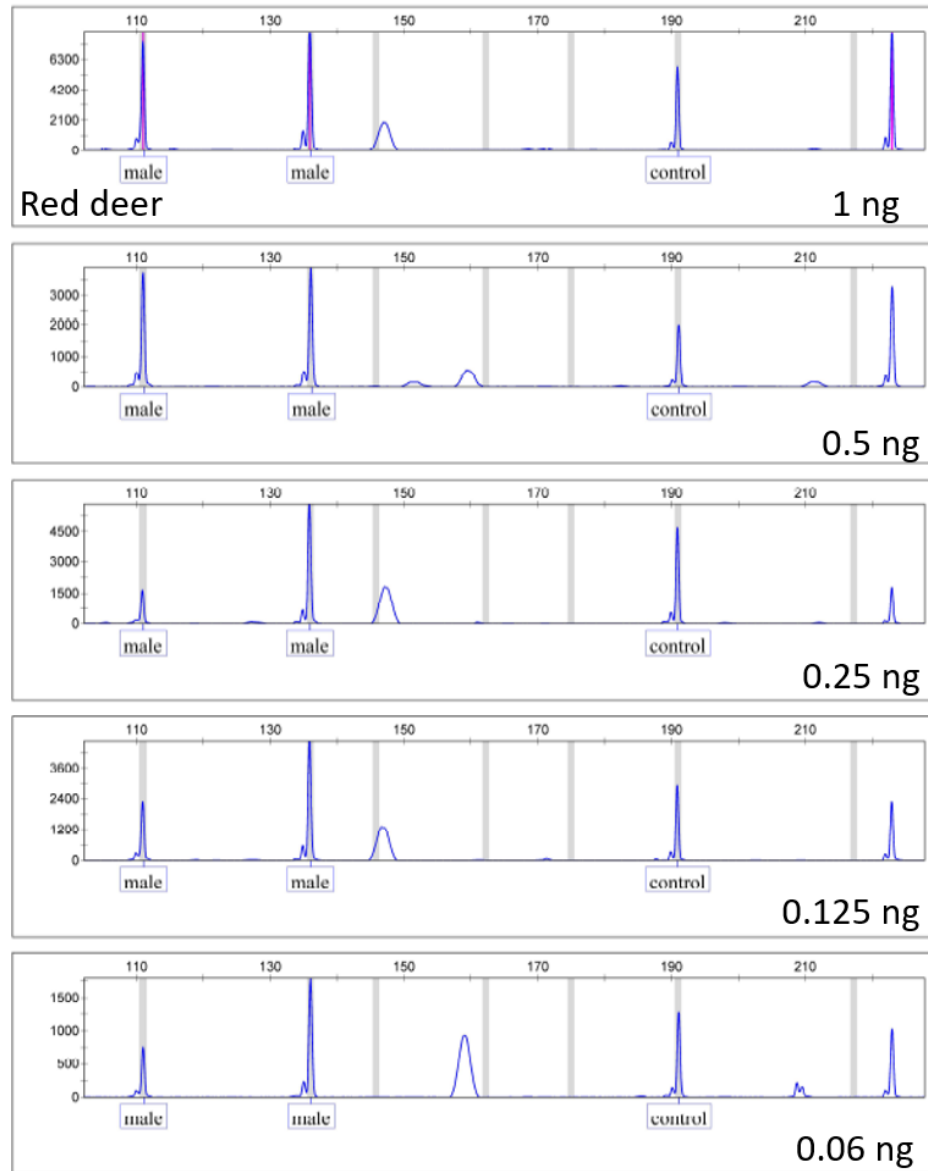 110 130 150 170 190 210
6300
4200
2100
0
male male control
Red deer 1 ng
110 130 150 170 190 210
3000
2000
1000
0
male male control
0.5 ng
110 130 150 170 190 210
4500
3000
1500
0
male male control
0.25 ng
110 130 150 170 190 210
3600
2400
1200
0
male male control
0.125 ng
110 130 150 170 190 210
1500
1000
500
0
male male control
0.06 ng